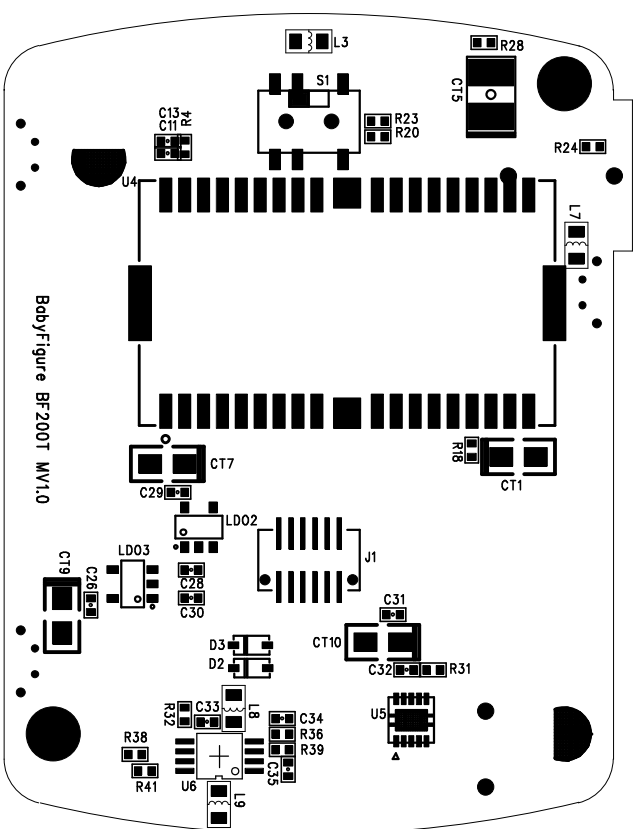 L3
R28
S1
CT5
C13
C11
R4
R23
R20
R24
U4
L7
BabyFigure BF200T MV1.0
CT7
R18
CT1
C29
LDO2
LDO3
J1
CT9
C26
C28
C30
C31
CT10
C32
R31
D3
D2
L8
R32
C33
C34
U5
R36
R38
R39
R41
U6
C35
L9